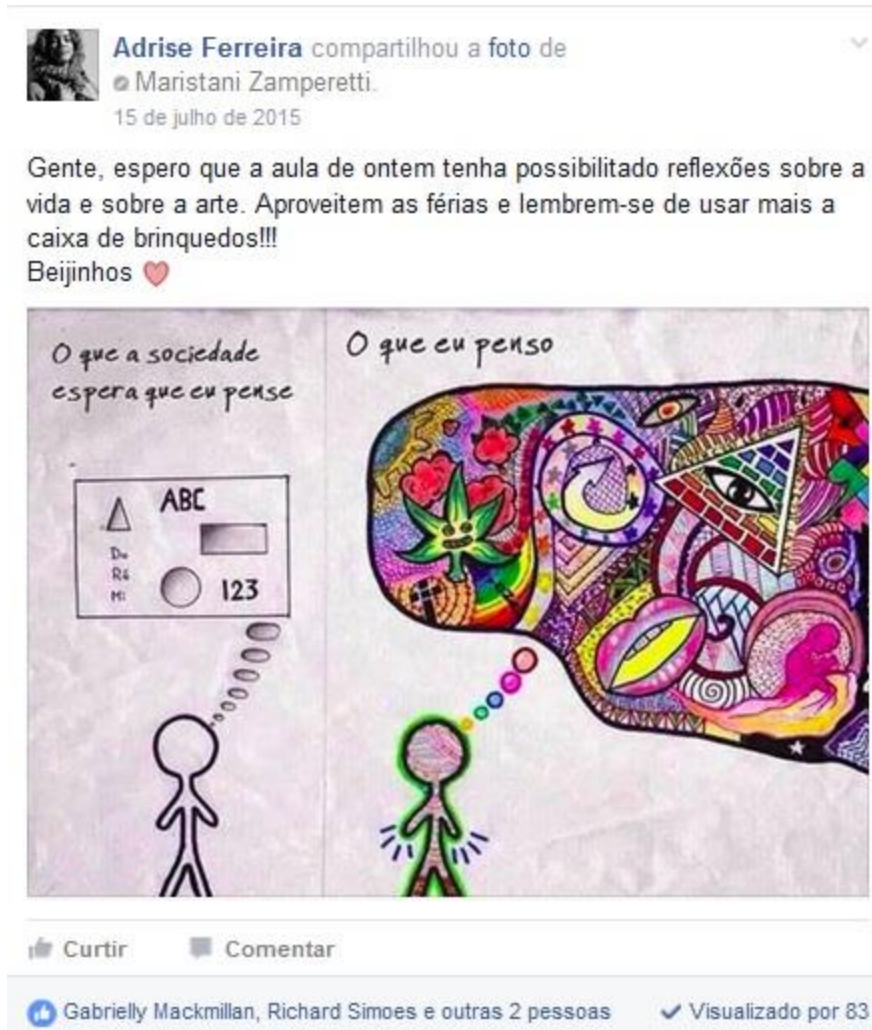 Adrise Ferreira compartilhou a foto de
Maristani Zamperetti.
15 de julho de 2015
Gente, espero que a aula de ontem tenha possibilitado reflexões sobre a
vida e sobre a arte. Aproveitem as férias e lembrem-se de usar mais a
caixa de brinquedos!!!
Beijinhos
O que a sociedade
espera que eu pense
ABC
Do
Ré
Mi
123
O que eu penso
Curtir
Comentar
Gabrielly Mackmillan, Richard Simoes e outras 2 pessoas
Visualizado por 83